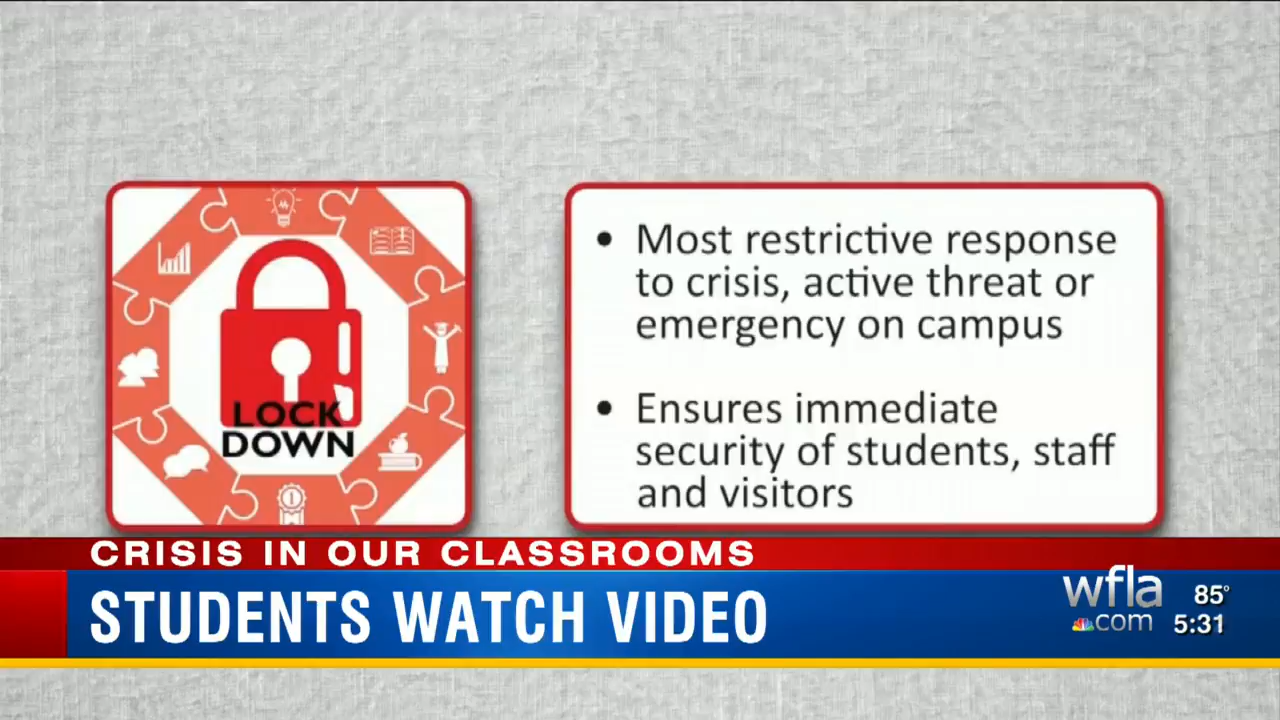 LOCK
DOWN
• Most restrictive response
to crisis, active threat or
emergency on campus
• Ensures immediate
security of students, staff
and visitors
CRISIS IN OUR CLASSROOMS
STUDENTS WATCH VIDEO
wfla
.com
85°
5:31